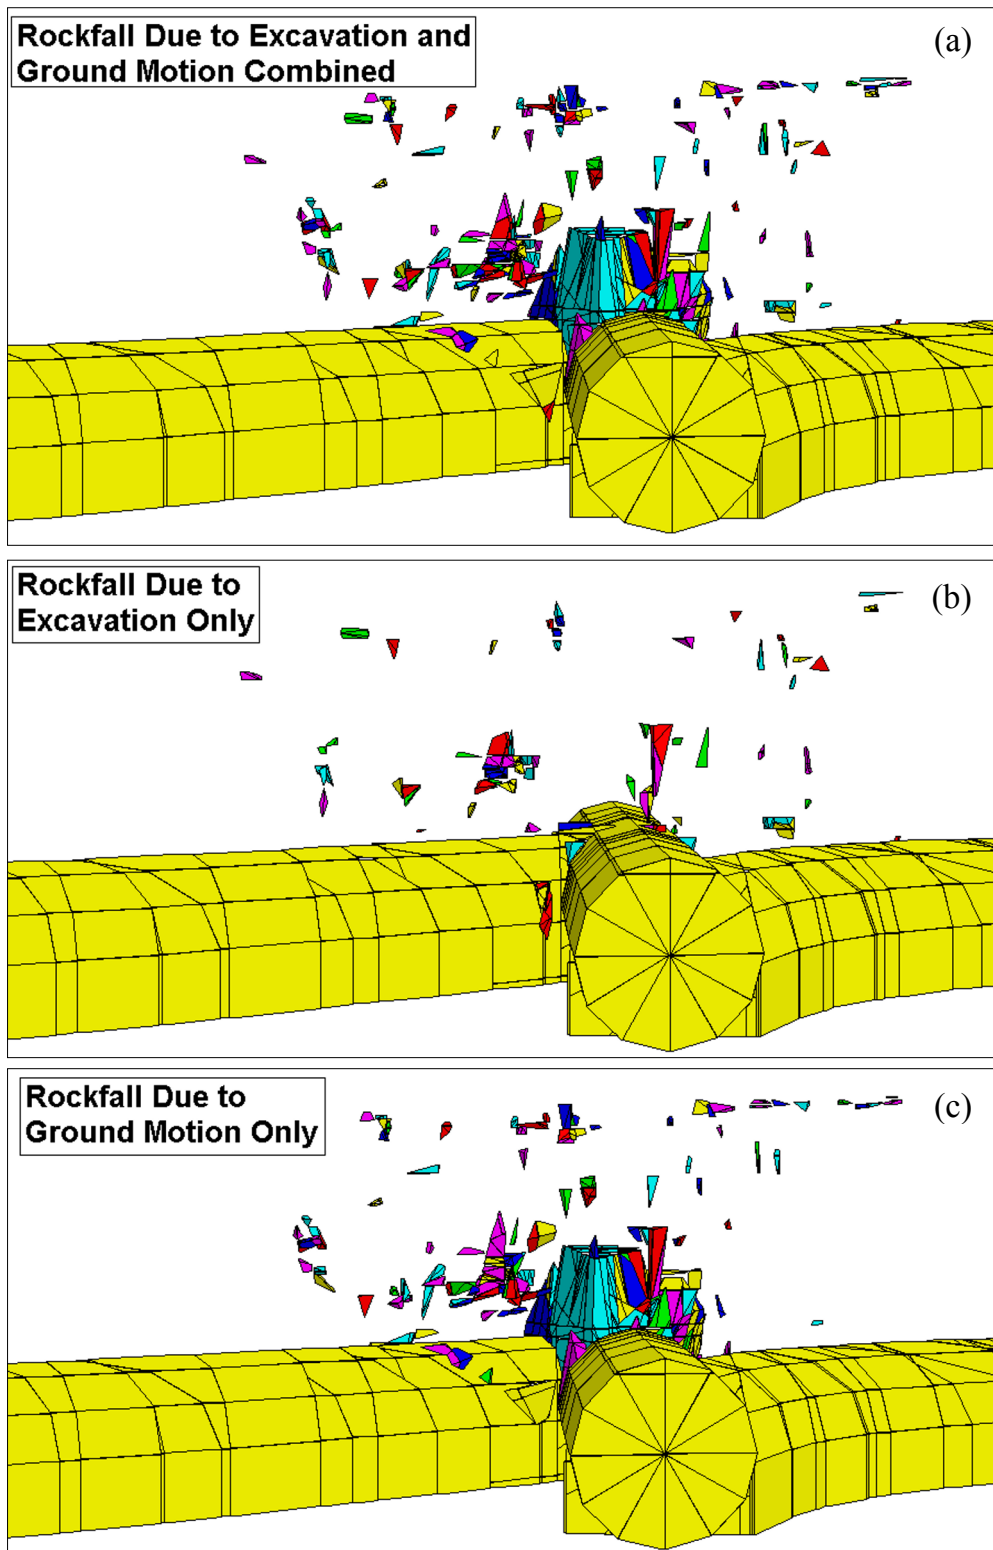 Rockfall Due to Excavation and
Ground Motion Combined
(a)
Rockfall Due to
Excavation Only
(b)
Rockfall Due to
Ground Motion Only
(c)